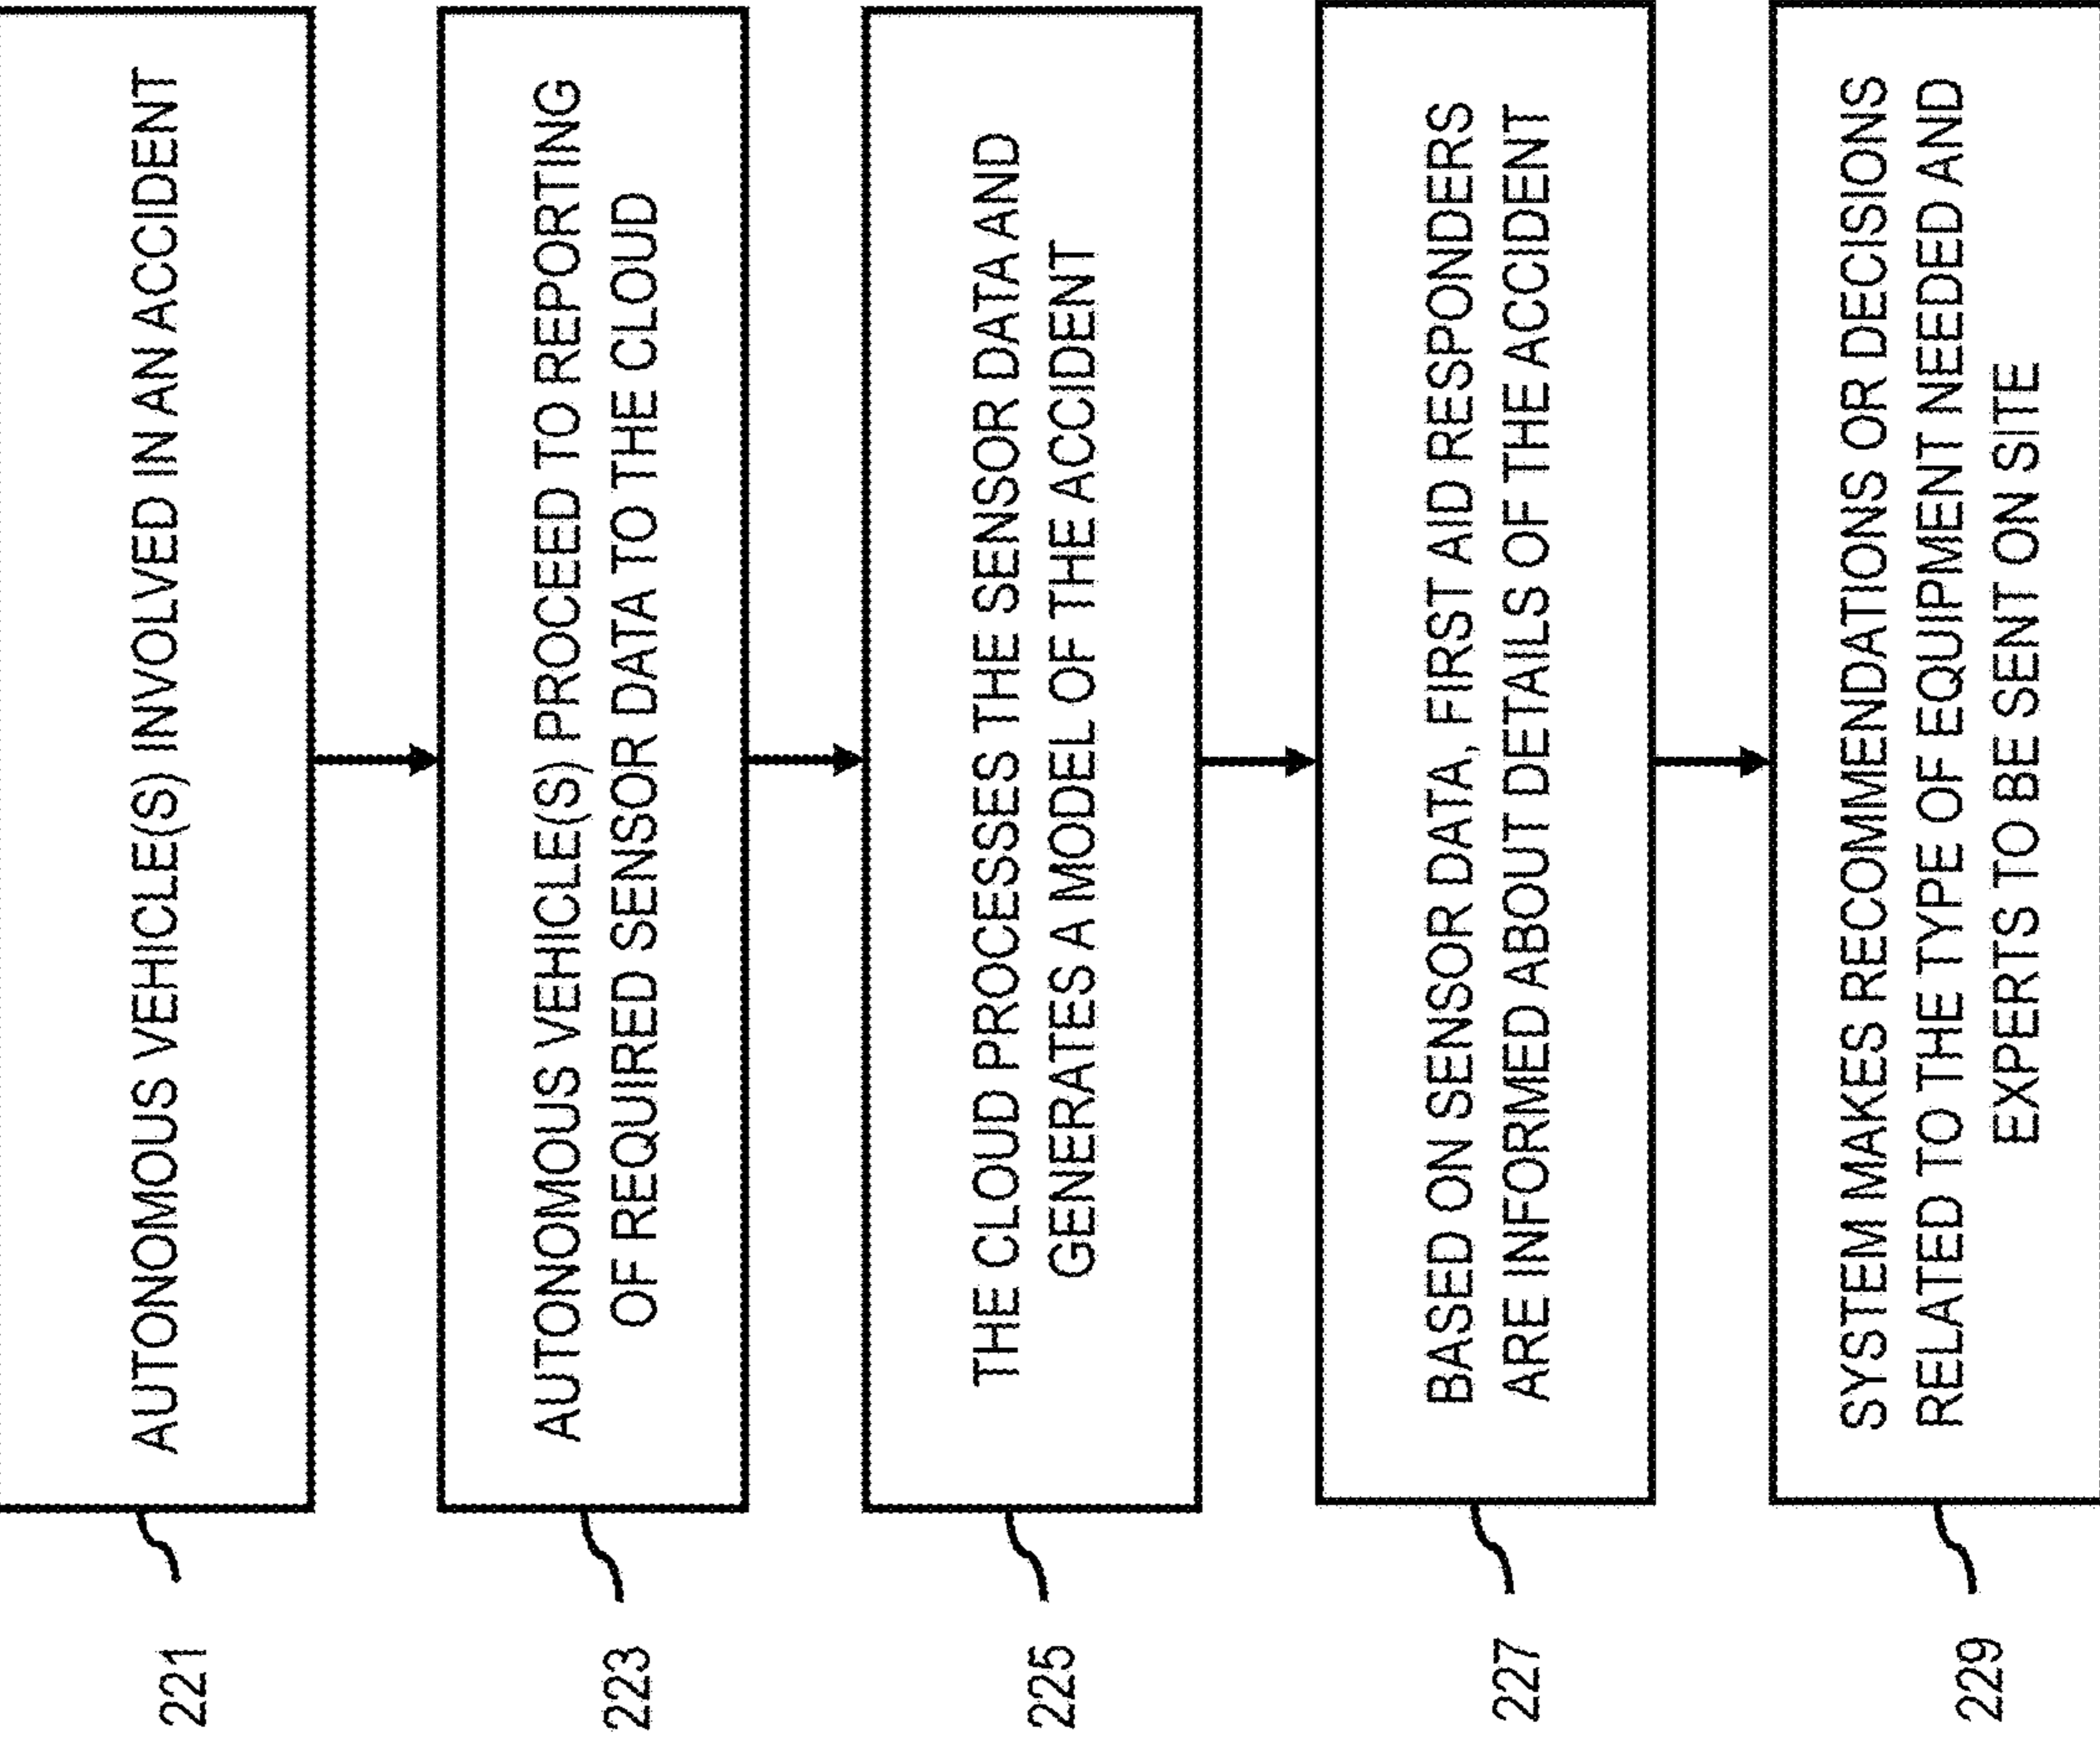 221
AUTONOMOUS VEHICLE(S) INVOLVED IN AN ACCIDENT
223
AUTONOMOUS VEHICLE(S) PROCEED TO REPORTING
OF REQUIRED SENSOR DATA TO THE CLOUD
225
THE CLOUD PROCESSES THE SENSOR DATA AND
GENERATES A MODEL OF THE ACCIDENT
227
BASED ON SENSOR DATA, FIRST AID RESPONDERS
ARE INFORMED ABOUT DETAILS OF THE ACCIDENT
229
SYSTEM MAKES RECOMMENDATIONS OR DECISIONS
RELATED TO THE TYPE OF EQUIPMENT NEEDED AND
EXPERTS TO BE SENT ON SITE